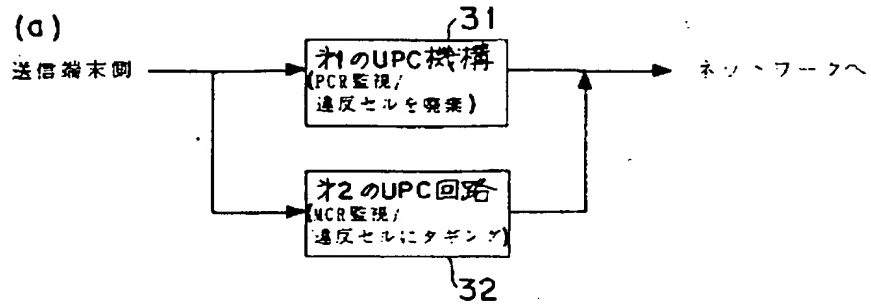 (a)
31
送信端末側
才1のUPC機構
(PCR監視/
違反セルを廃棄)
ネットワークへ
才2のUPC回路
(MCR監視/
違反セルにタギング)
32